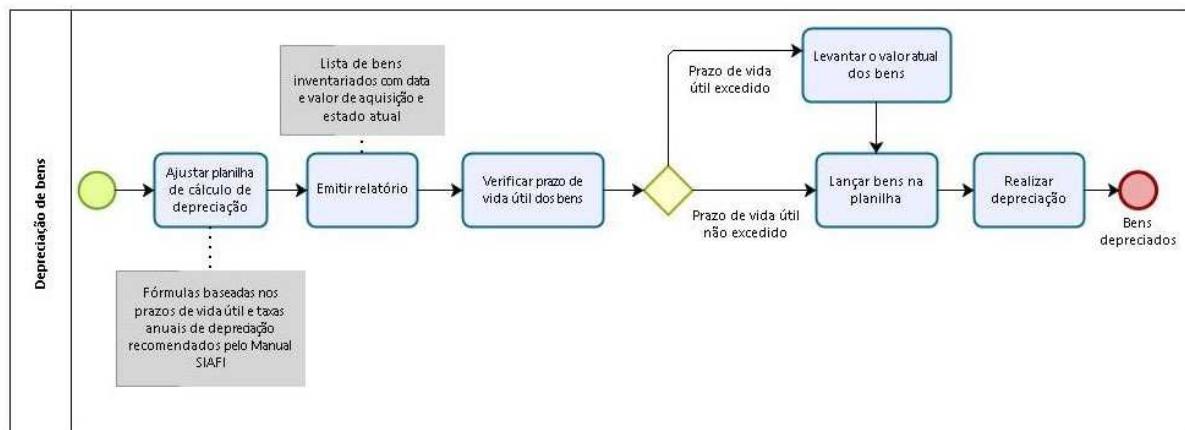 Depreciação de bens
Lista de bens
inventariados com data
e valor de aquisição e
estado atual
Ajustar planilha
de cálculo de
depreciação
Emitir relatório
Verificar prazo de
vida útil dos bens
Fórmulas baseadas nos
prazos de vida útil e taxas
anuais de depreciação
recomendados pelo Manual
SIAFI
Prazo de vida
útil excedido
Levantar o valor atual
dos bens
Prazo de vida útil
não excedido
Lançar bens na
planilha
Realizar
depreciação
Bens
depreciados